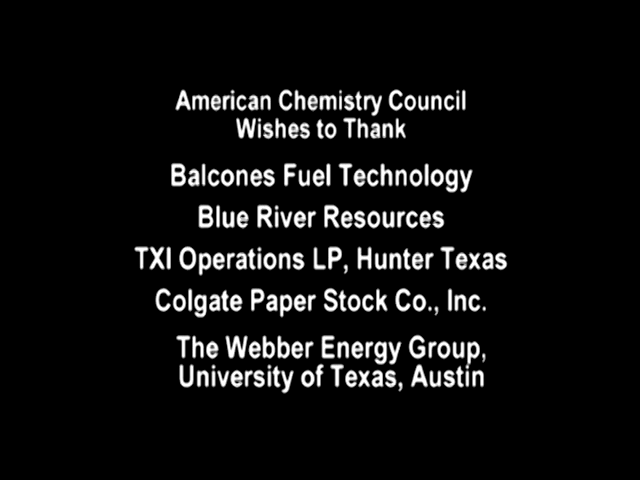 American Chemistry Council
Wishes to Thank
Balcones Fuel Technology
Blue River Resources
TXI Operations LP, Hunter Texas
Colgate Paper Stock Co., Inc.
The Webber Energy Group,
University of Texas, Austin